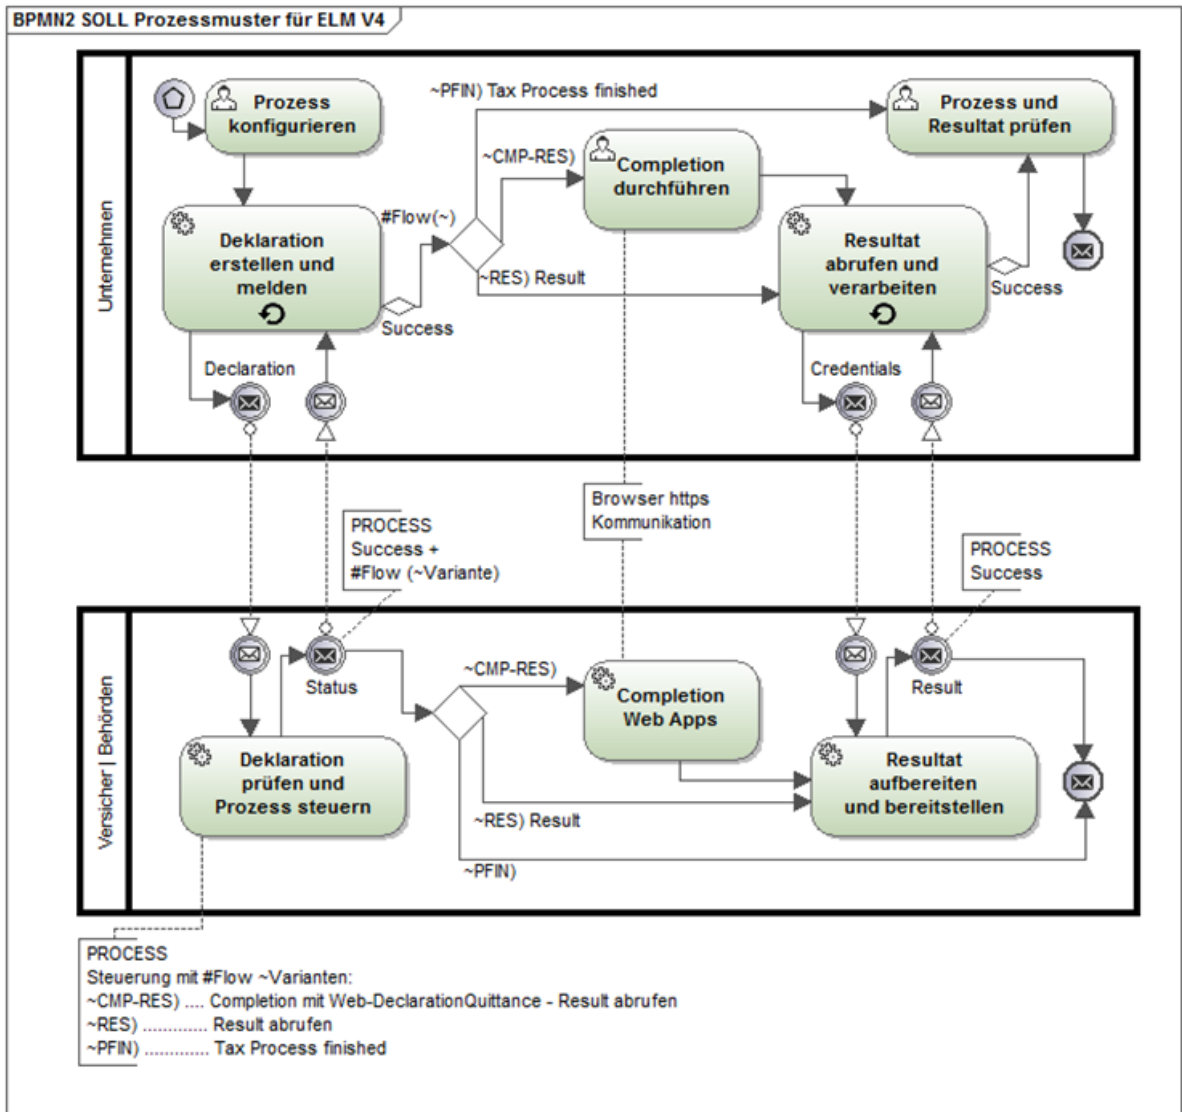 BPMN2 SOLL Prozessmuster für ELM V4
Unternehmen
Prozess
konfigurieren
~PFIN) Tax Process finished
Prozess und
Resultat prüfen
~CMP-RES)
Completion
durchführen
#Flow(~)
Deklaration
erstellen und
melden
Success
~RES) Result
Resultat
abrufen und
verarbeiten
Success
Declaration
Credentials
Browser https
Kommunikation
PROCESS
Success +
#Flow (~Variante)
PROCESS
Success
Versicher | Behörden
Status
Result
~CMP-RES)
Completion
Web Apps
Deklaration
prüfen und
Prozess steuern
Resultat
aufbereiten
und bereitstellen
~RES) Result
~PFIN)
PROCESS
Steuerung mit #Flow ~Varianten:
~CMP-RES) .... Completion mit Web-DeclarationQuittance - Result abrufen
~RES) ............. Result abrufen
~PFIN) ............. Tax Process finished